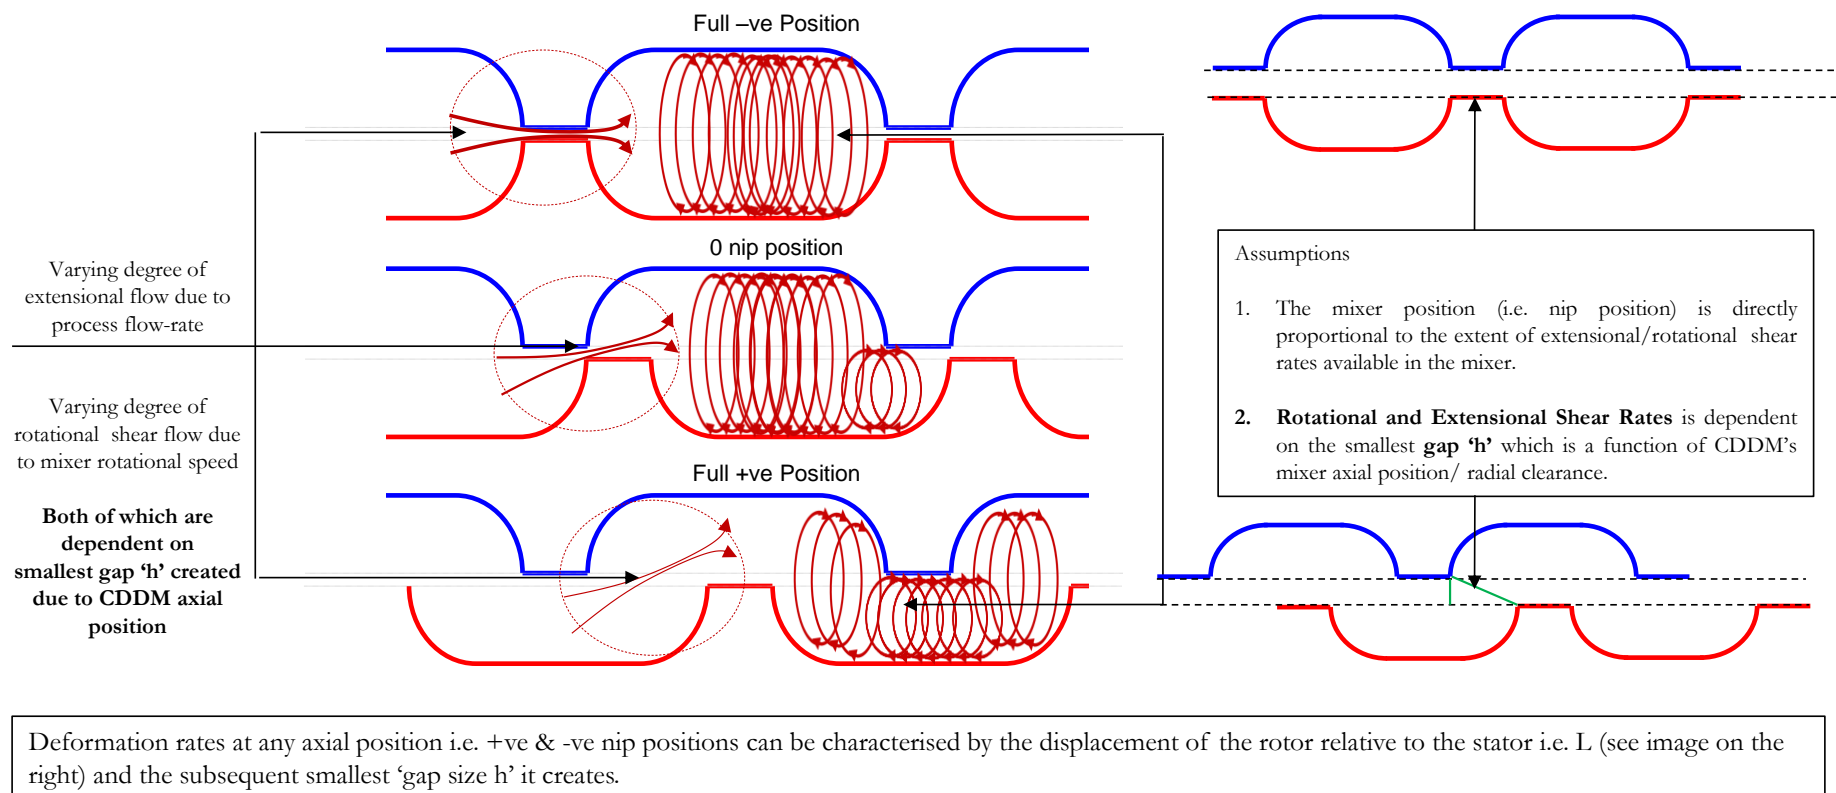 Full –ve Position
0 nip position
Full +ve Position
Varying degree of
extensional flow due to
process flow-rate
Varying degree of
rotational shear flow due
to mixer rotational speed
Both of which are
dependent on
smallest gap ‘h’ created
due to CDDM axial
position
Assumptions
1. The mixer position (i.e. nip position) is directly
proportional to the extent of extensional/rotational shear
rates available in the mixer.
2. Rotational and Extensional Shear Rates is dependent
on the smallest gap ‘h’ which is a function of CDDM’s
mixer axial position/ radial clearance.
Deformation rates at any axial position i.e. +ve & -ve nip positions can be characterised by the displacement of the rotor relative to the stator i.e. L (see image on the
right) and the subsequent smallest ‘gap size h’ it creates.